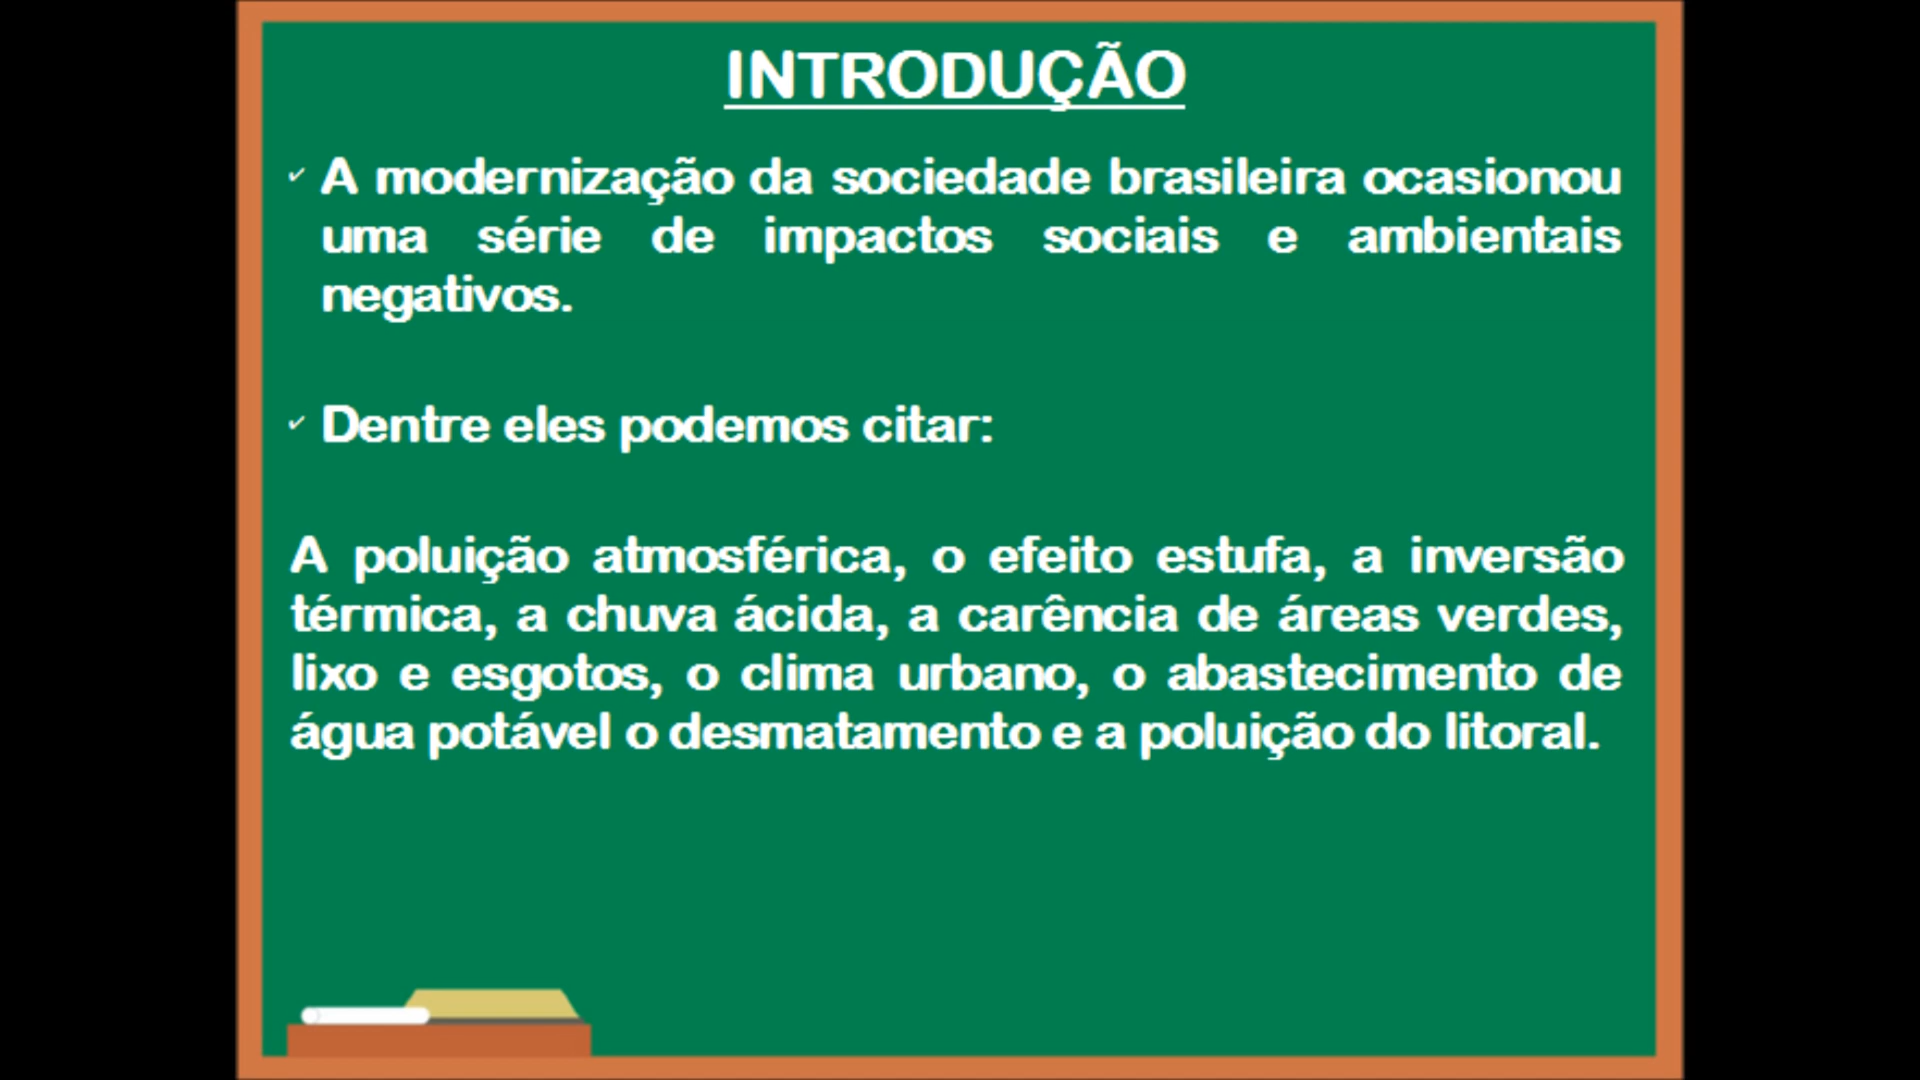 INTRODUÇÃO
✓ A modernização da sociedade brasileira ocasionou
uma série de impactos sociais e ambientais
negativos.
✓ Dentre eles podemos citar:
A poluição atmosférica, o efeito estufa, a inversão
térmica, a chuva ácida, a carência de áreas verdes,
lixo e esgotos, o clima urbano, o abastecimento de
água potável o desmatamento e a poluição do litoral.